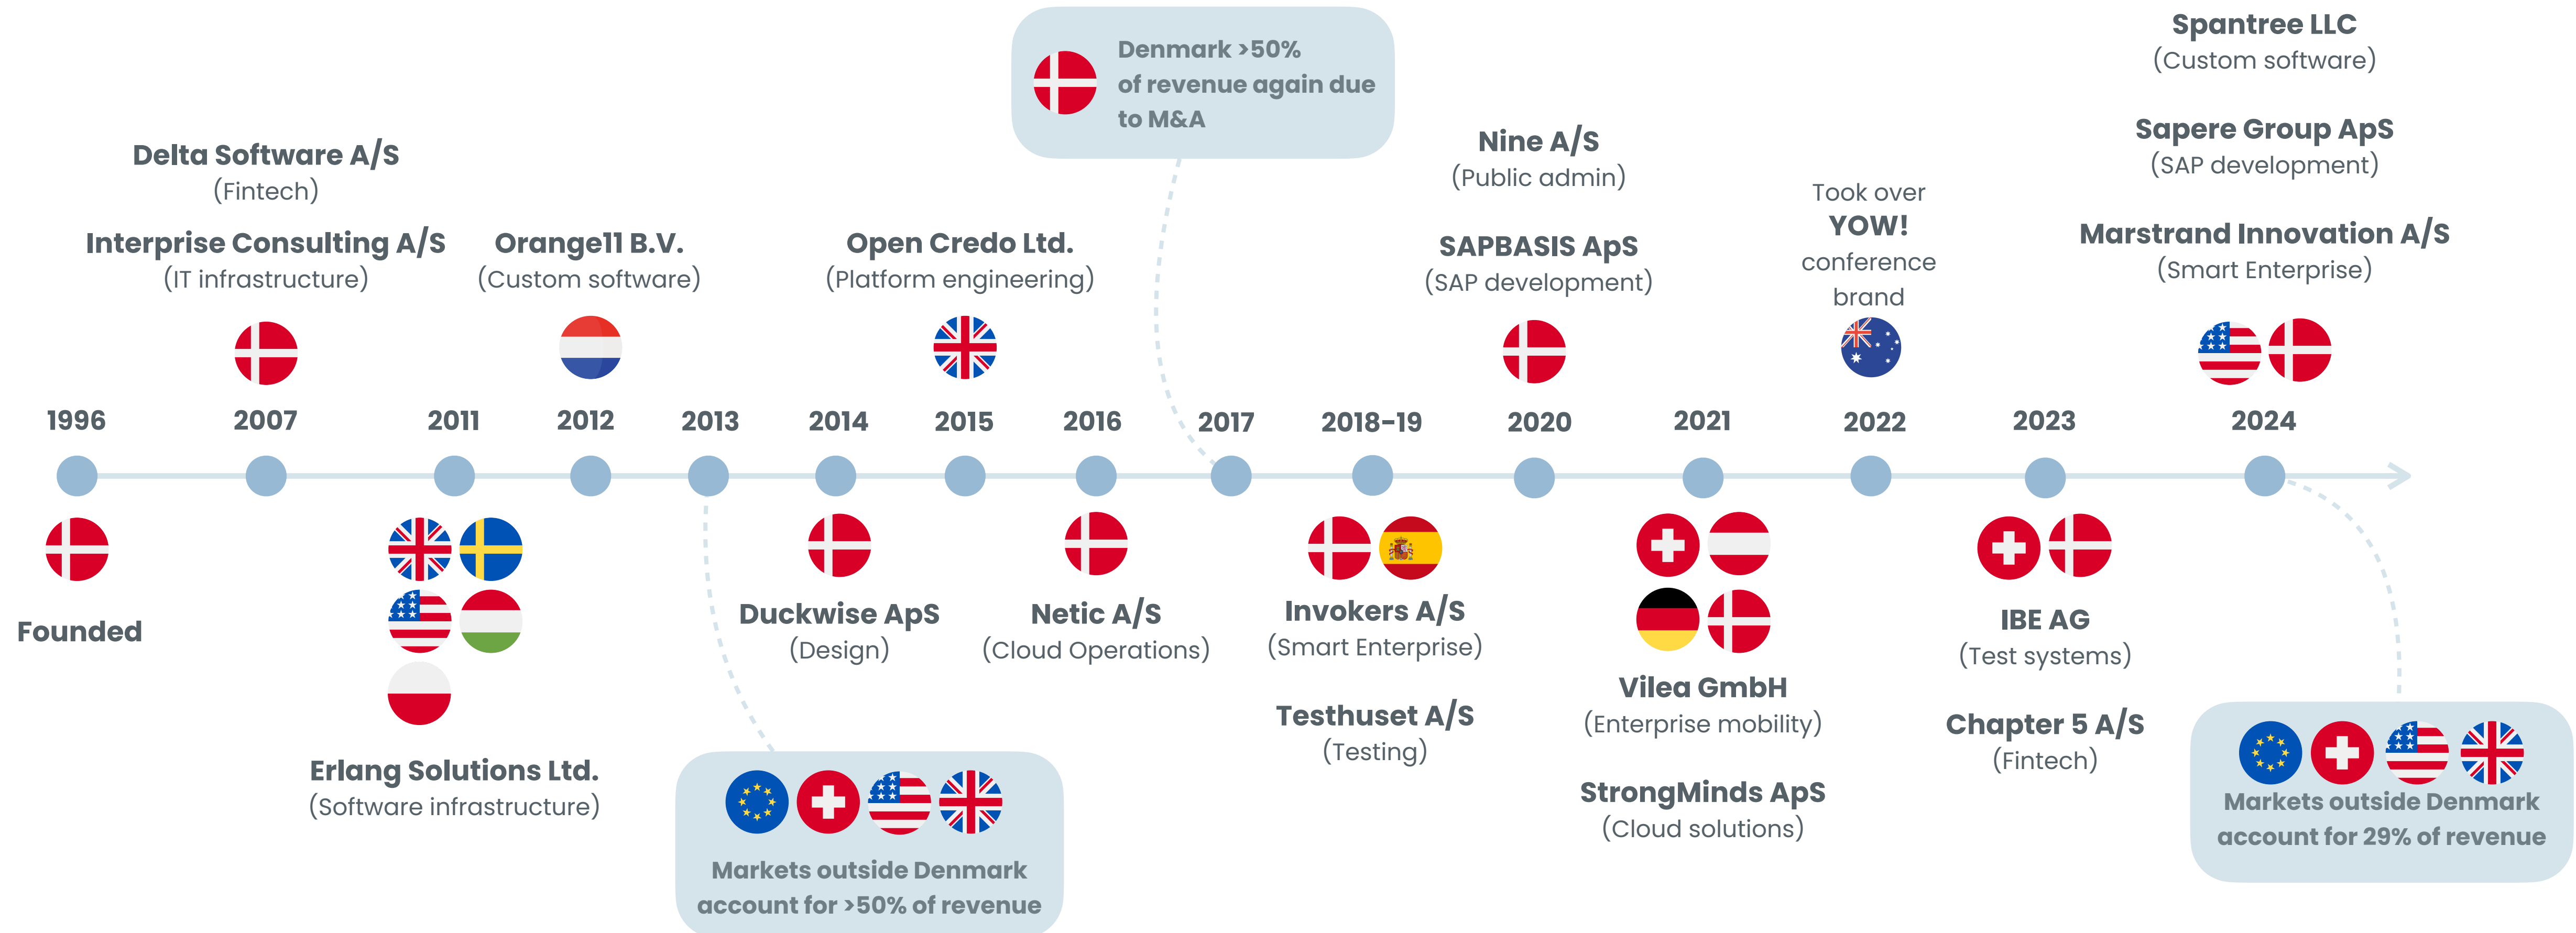 Spantree LLC
(Custom software)
Sapere Group ApS
(SAP development)
Marstrand Innovation A/S
(Smart Enterprise)
Denmark >50%
of revenue again due
to M&A
Nine A/S
(Public admin)
SAPBASIS ApS
(SAP development)
Took over
YOW!
conference
brand
Delta Software A/S
(Fintech)
Interprise Consulting A/S
(IT infrastructure)
Orange11 B.V.
(Custom software)
Open Credo Ltd.
(Platform engineering)
1996
2007
2011
2012
2013
2014
2015
2016
2017
2018-19
2020
2021
2022
2023
2024
Founded
Erlang Solutions Ltd.
(Software infrastructure)
Markets outside Denmark
account for >50% of revenue
Duckwise ApS
(Design)
Netic A/S
(Cloud Operations)
Invokers A/S
(Smart Enterprise)
Testhuset A/S
(Testing)
Vilea GmbH
(Enterprise mobility)
StrongMinds ApS
(Cloud solutions)
IBE AG
(Test systems)
Chapter 5 A/S
(Fintech)
Markets outside Denmark
account for 29% of revenue